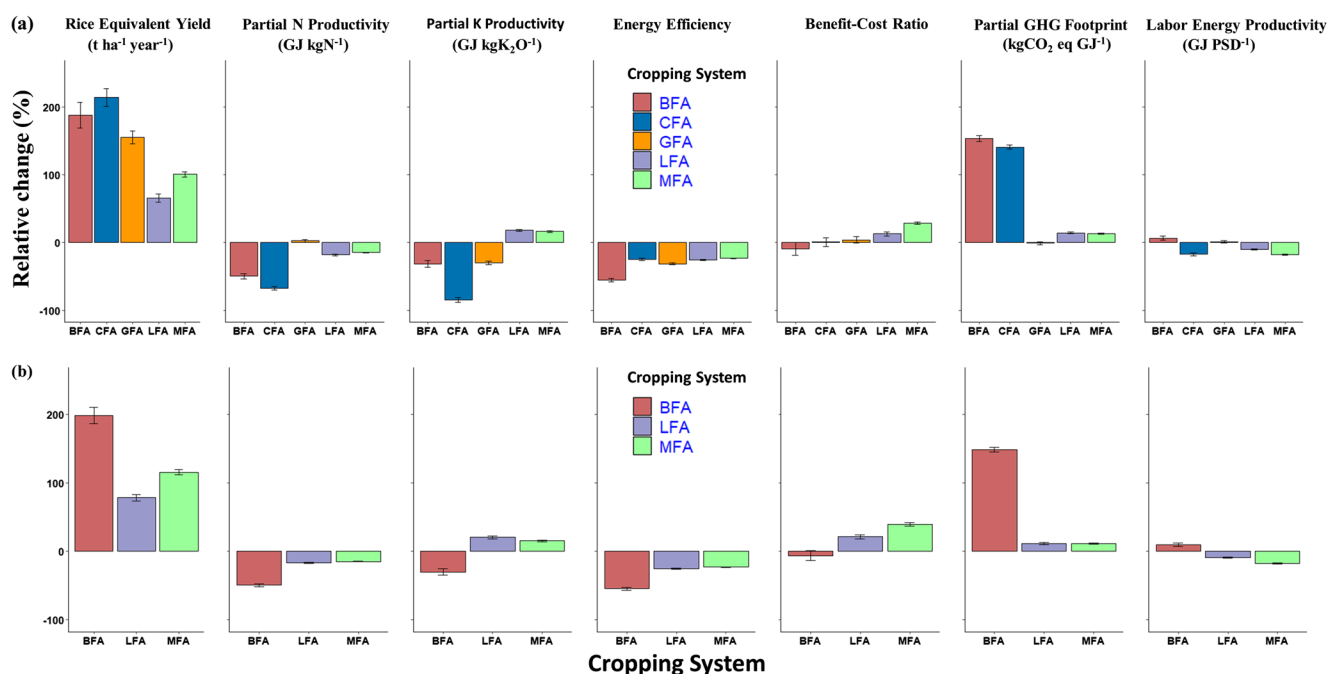 (a)
Rice Equivalent Yield
(t ha⁻¹ year⁻¹)
Partial N Productivity
(GJ kgN⁻¹)
Partial K Productivity
(GJ kgK₂O⁻¹)
Energy Efficiency
Benefit-Cost Ratio
Partial GHG Footprint
(kgCO₂ eq GJ⁻¹)
Labor Energy Productivity
(GJ PSD⁻¹)
Relative change (%)
200
100
0
-100
Cropping System
BFA
CFA
GFA
LFA
MFA
BFA CFA GFA LFA MFA
BFA CFA GFA LFA MFA
BFA CFA GFA LFA MFA
BFA CFA GFA LFA MFA
BFA CFA GFA LFA MFA
BFA CFA GFA LFA MFA
BFA CFA GFA LFA MFA
(b)
200
100
0
-100
Cropping System
BFA
LFA
MFA
BFA LFA MFA
BFA LFA MFA
BFA LFA MFA
BFA LFA MFA
BFA LFA MFA
BFA LFA MFA
BFA LFA MFA
Cropping System